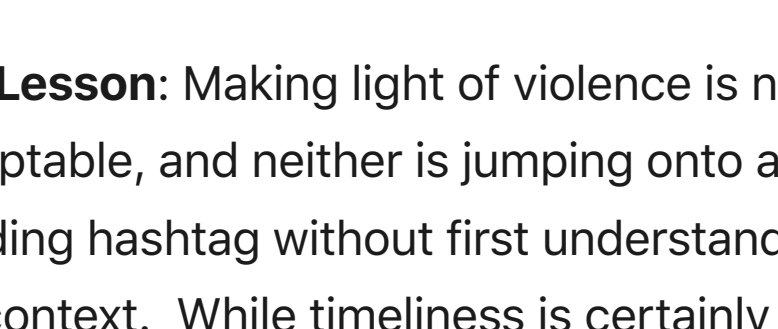 Lesson: Making light of violence is n
ptable, and neither is jumping onto a
ding hashtag without first understand
context.  While timeliness is certainly